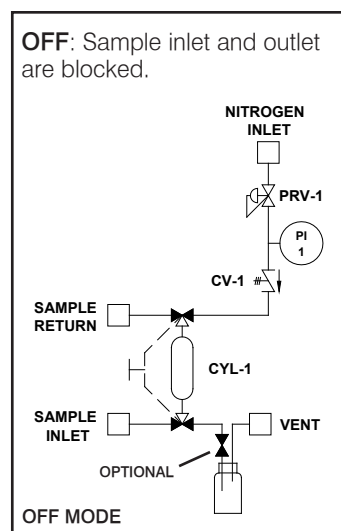 OFF: Sample inlet and outlet
are blocked.
NITROGEN
INLET
PRV-1
PI
1
CV-1
SAMPLE
RETURN
CYL-1
SAMPLE
INLET
VENT
OPTIONAL
OFF MODE